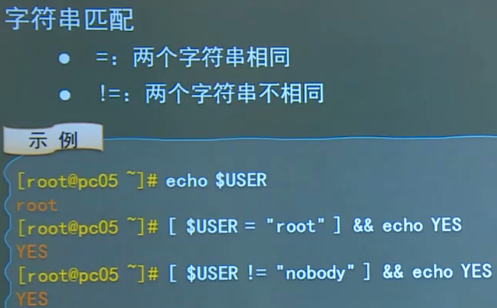 字符串匹配
● =：两个字符串相同
● !=：两个字符串不相同
示 例
[root@pc05 ~]# echo $USER
root
[root@pc05 ~]# [ $USER = "root" ] && echo YES
YES
[root@pc05 ~]# [ $USER != "nobody" ] && echo YES
YES